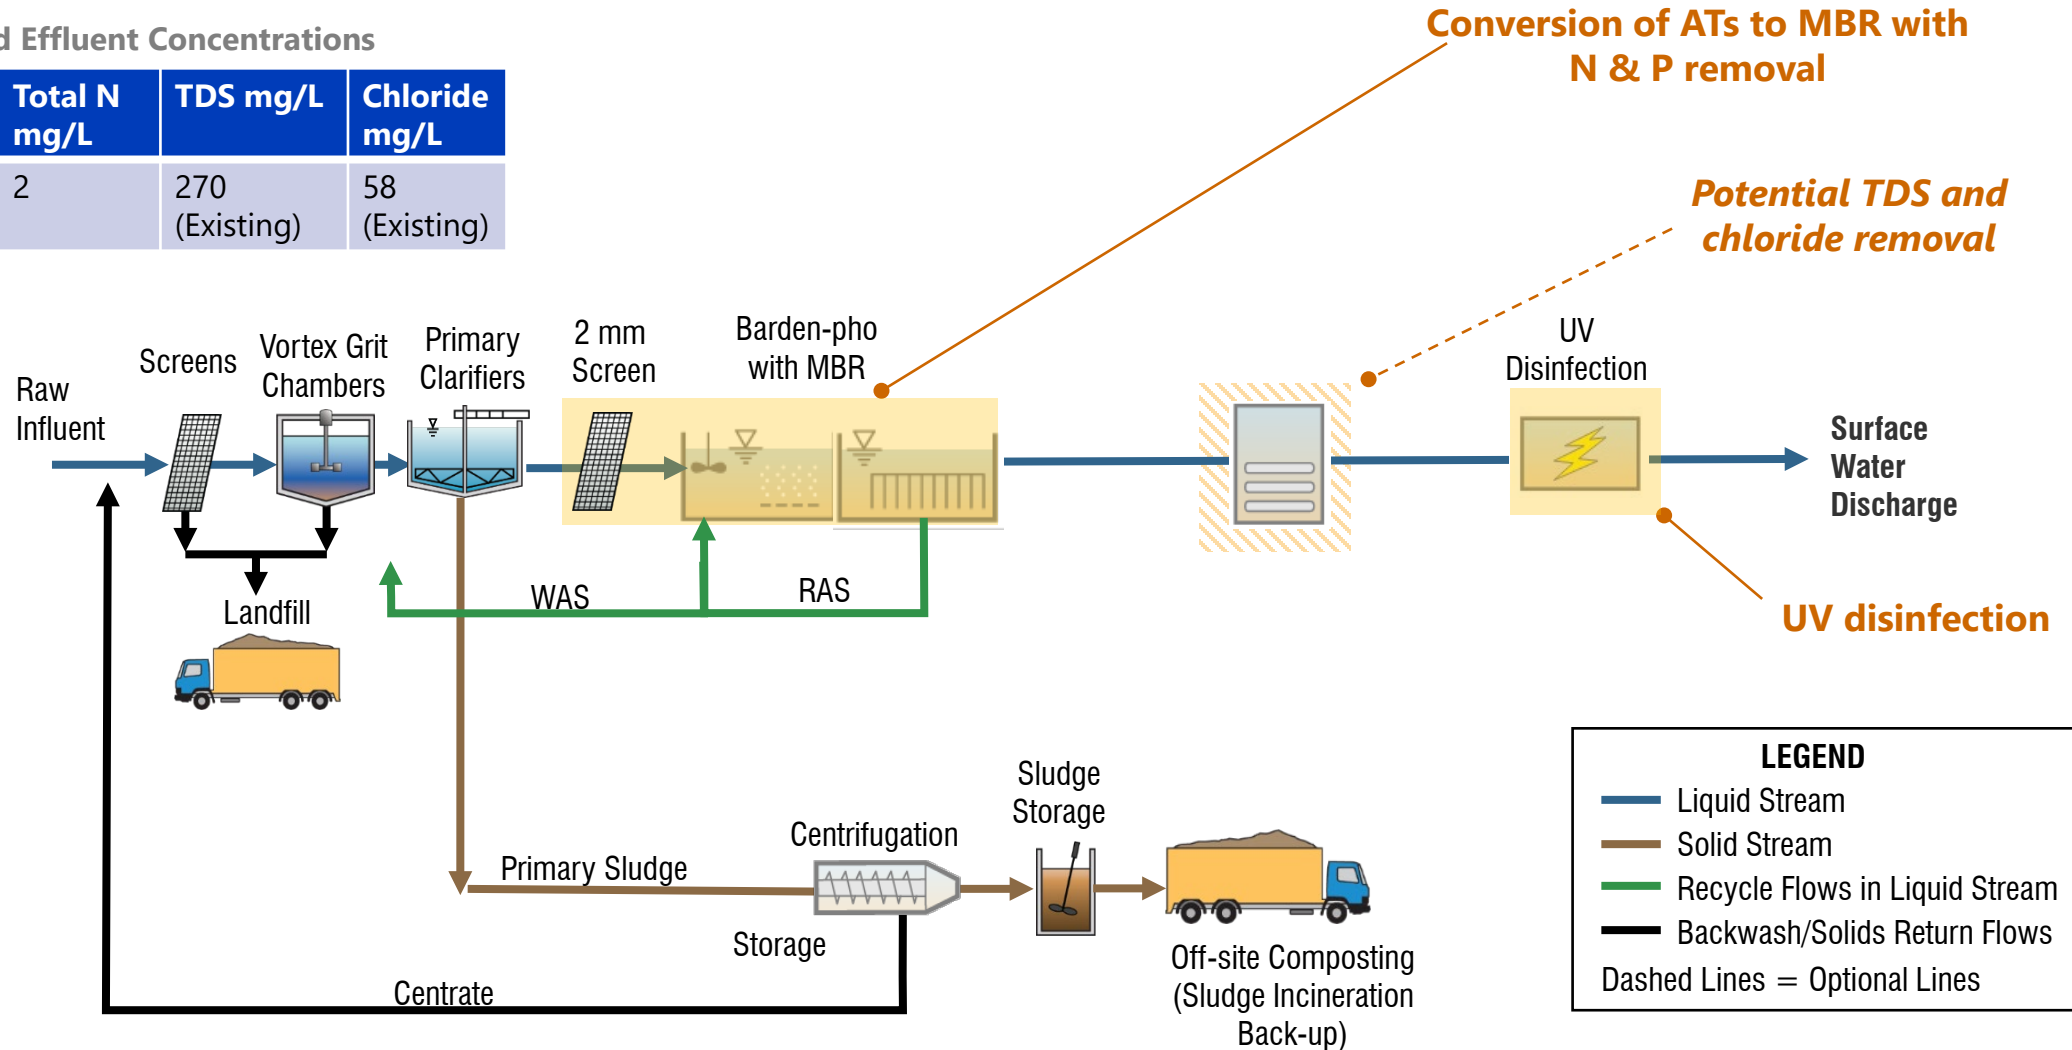 Effluent Concentrations
Total N
mg/L
TDS mg/L
Chloride
mg/L
2
270
(Existing)
58
(Existing)
Conversion of ATs to MBR with
N & P removal
Potential TDS and
chloride removal
Raw
Influent
Screens
Vortex Grit
Chambers
Primary
Clarifiers
2 mm
Screen
Barden-pho
with MBR
UV
Disinfection
Surface
Water
Discharge
WAS
RAS
Landfill
UV disinfection
Primary Sludge
Centrifugation
Sludge
Storage
Storage
Centrate
Off-site Composting
(Sludge Incineration
Back-up)
LEGEND
Liquid Stream
Solid Stream
Recycle Flows in Liquid Stream
Backwash/Solids Return Flows
Dashed Lines = Optional Lines